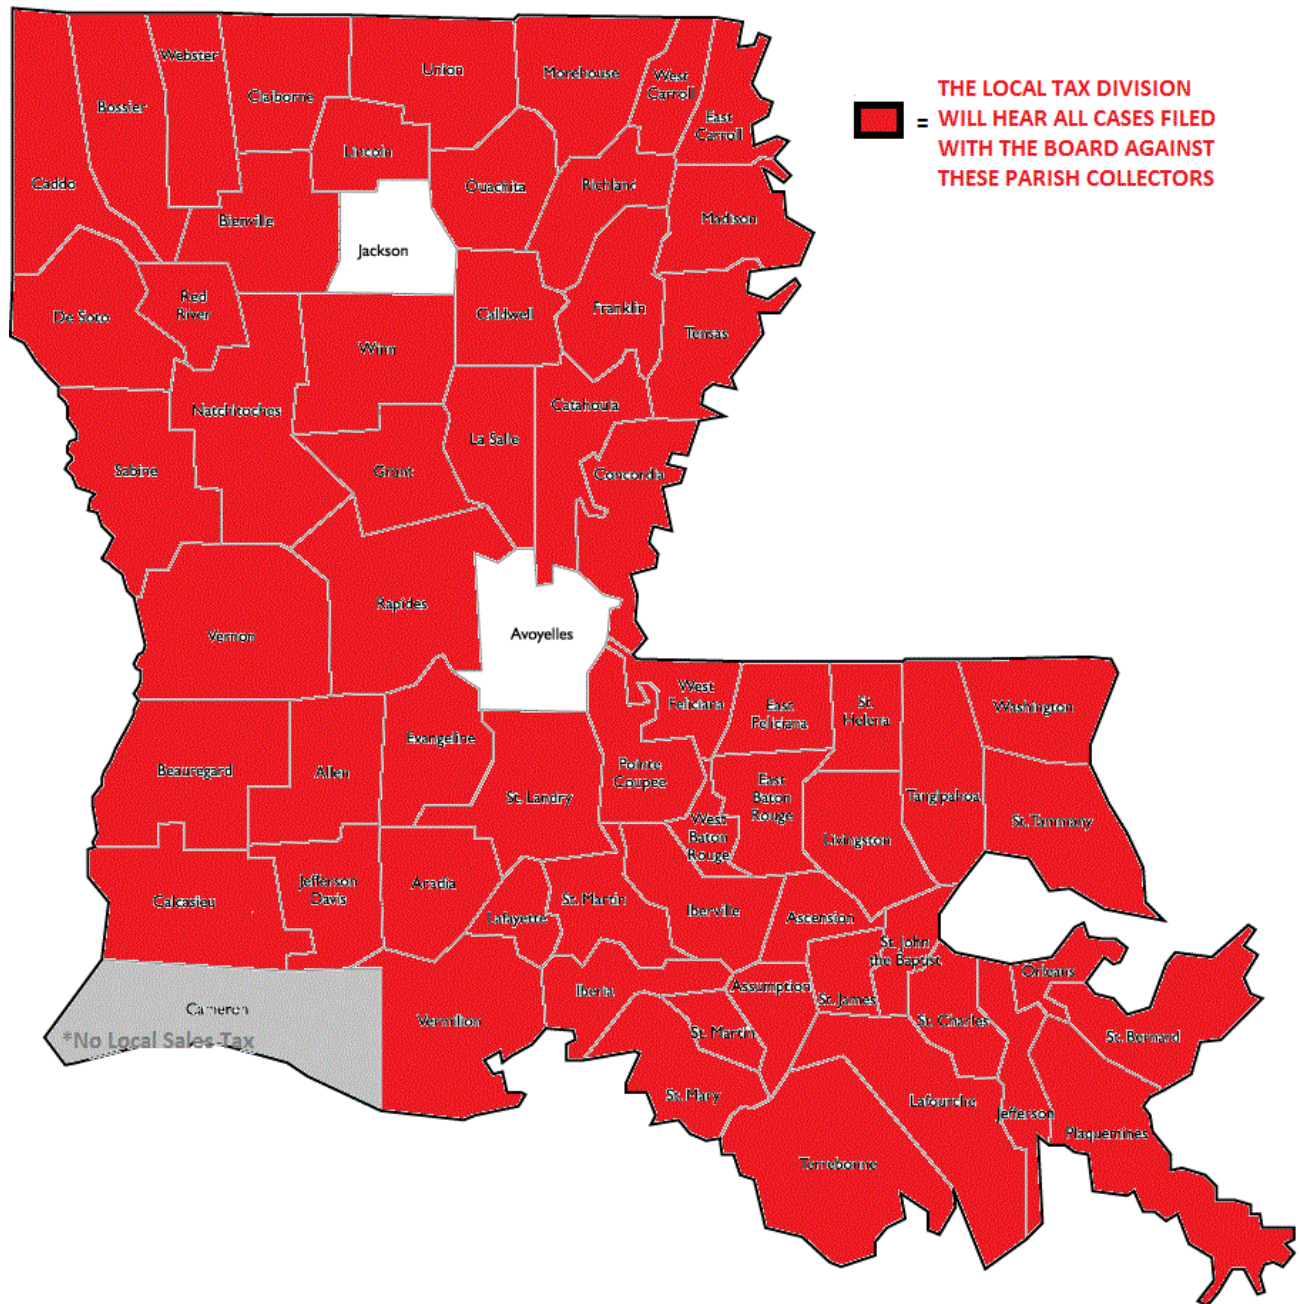 THE LOCAL TAX DIVISION
= WILL HEAR ALL CASES FILED
WITH THE BOARD AGAINST
THESE PARISH COLLECTORS
Webster
Union
Morehouse
West
Carroll
Claiborne
Bossier
East
Carroll
Lincoln
Caddo
Ouachita
Richland
Bienville
Madison
Jackson
Red
River
De Soto
Caldwell
Franklin
Tensas
Winn
Natchitoches
Catahoula
La Salle
Sabine
Grant
Concordia
Rapides
Vernon
Avoyelles
West
Feliciana
East
Feliciana
St.
Helena
Washington
Evangeline
Beauregard
Allen
Pointe
Coupee
East
Baton
Rouge
St. Landry
Tangipahoa
St. Tammany
West
Baton
Rouge
Livingston
Calcasieu
Jefferson
Davis
Acadia
Lafayette
St. Martin
Iberville
Ascension
St. John
the Baptist
Orleans
Assumption
St. James
Iberia
Cameron
*No Local Sales Tax
Vermilion
St. Martin
St. Charles
St. Bernard
St. Mary
Lafourche
Jefferson
Plaquemines
Terrebonne